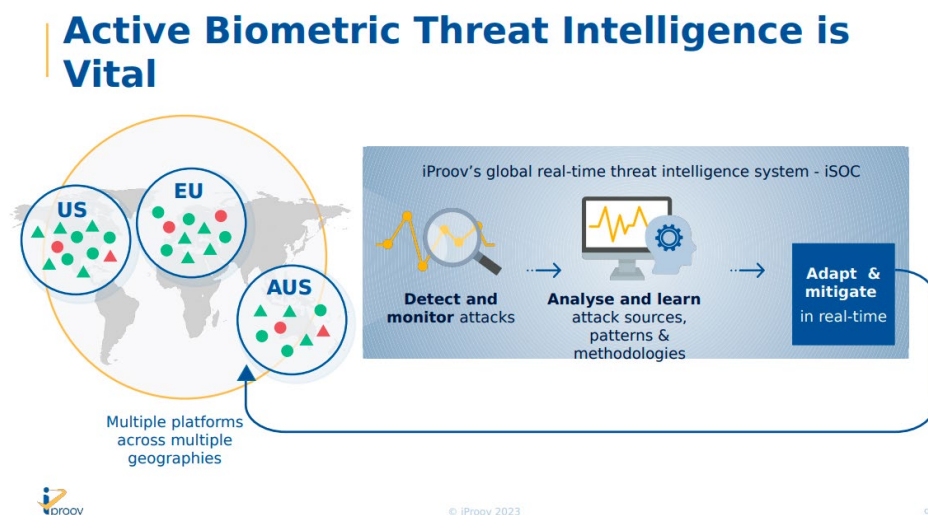 Active Biometric Threat Intelligence is
Vital
US
EU
AUS
Multiple platforms
across multiple
geographies
iProov’s global real-time threat intelligence system - iSOC
Detect and
monitor attacks
Analyse and learn
attack sources,
patterns &
methodologies
Adapt &
mitigate
in real-time
iproov
© iProov 2023